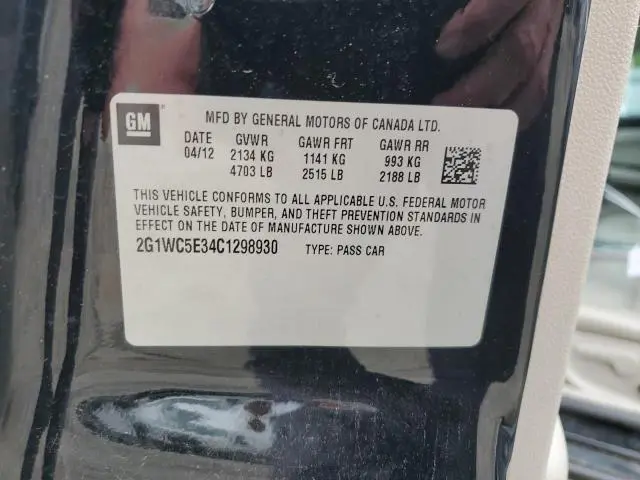 GM
MFD BY GENERAL MOTORS OF CANADA LTD.
DATE GVWR GAWR FRT GAWR RR
04/12 2134 KG 1141 KG 993 KG
4703 LB 2515 LB 2188 LB
THIS VEHICLE CONFORMS TO ALL APPLICABLE U.S. FEDERAL MOTOR
VEHICLE SAFETY, BUMPER, AND THEFT PREVENTION STANDARDS IN
EFFECT ON THE DATE OF MANUFACTURE SHOWN ABOVE.
2G1WC5E34C1298930 TYPE: PASS CAR